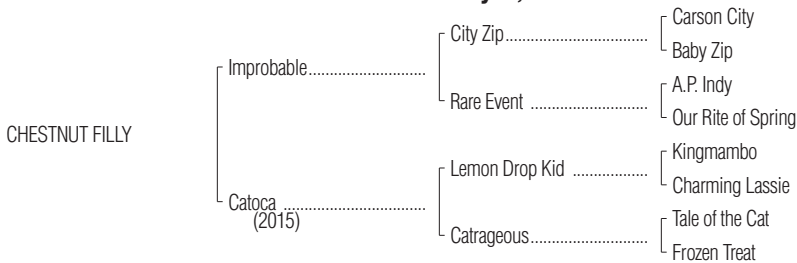 Carson City
City Zip
Baby Zip
Improbable
A.P. Indy
Rare Event
Our Rite of Spring
CHESTNUT FILLY
Kingmambo
Lemon Drop Kid
Charming Lassie
Catoca
(2015)
Tale of the Cat
Catrageous
Frozen Treat